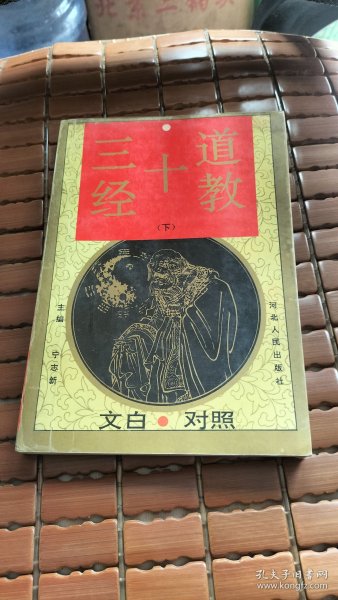 道教
十
三经
（下）
主编 宁志新
河北人民出版社
文白·对照
孔夫子旧书网